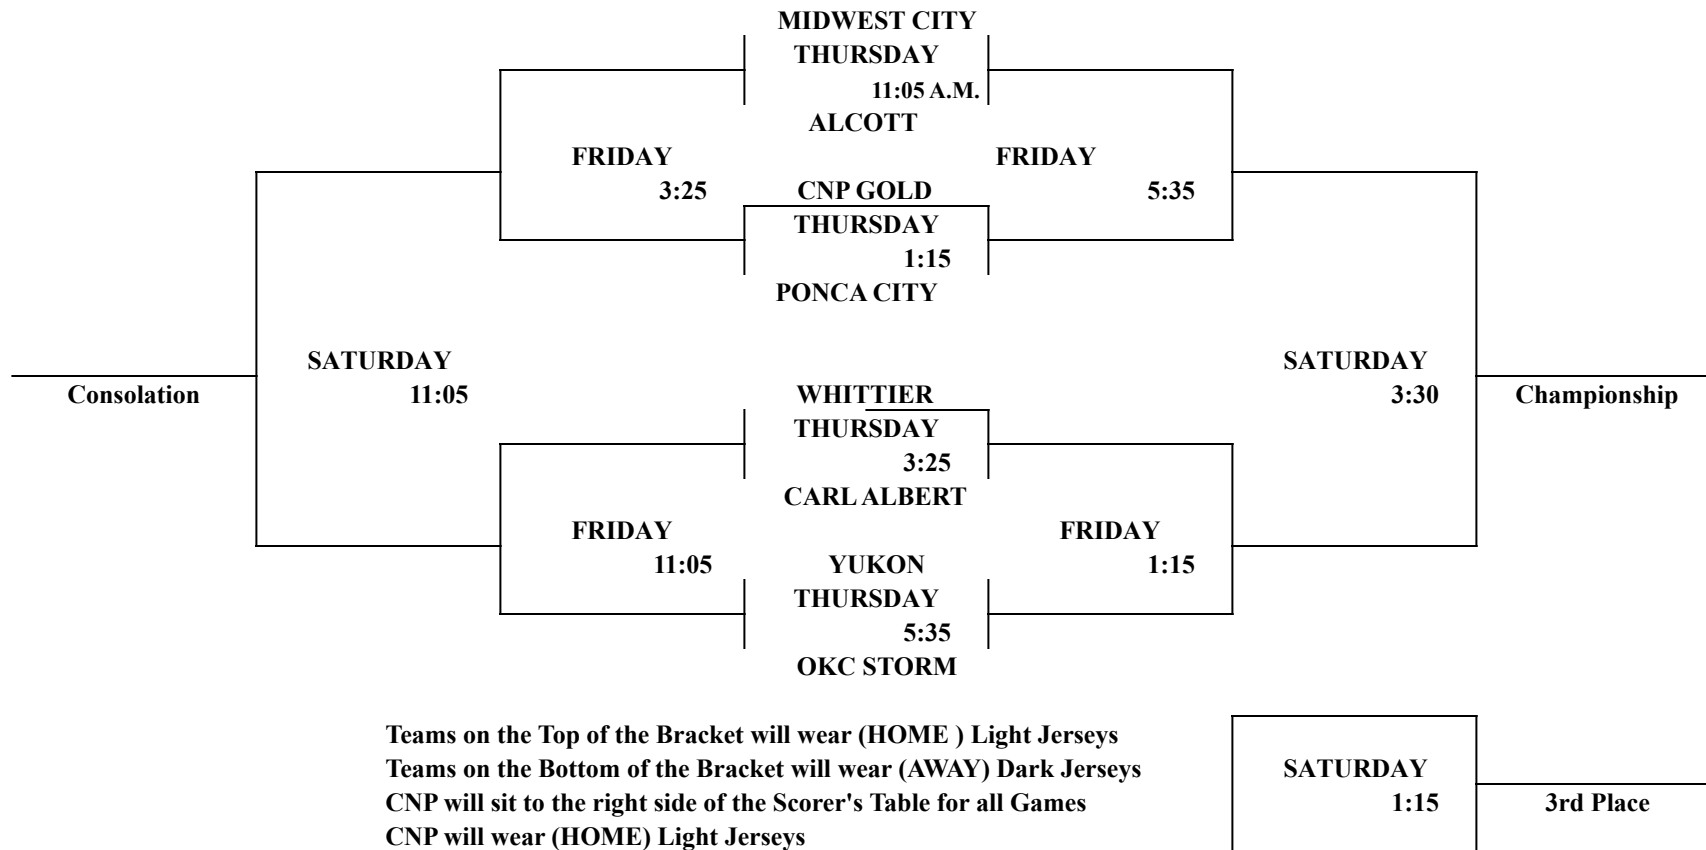 MIDWEST CITY
THURSDAY
11:05 A.M.
ALCOTT
FRIDAY
FRIDAY
3:25
CNP GOLD
5:35
THURSDAY
1:15
PONCA CITY
SATURDAY
SATURDAY
Consolation
11:05
WHITTIER
3:30
Championship
THURSDAY
3:25
CARL ALBERT
FRIDAY
FRIDAY
11:05
YUKON
1:15
THURSDAY
5:35
OKC STORM
Teams on the Top of the Bracket will wear (HOME ) Light Jerseys
Teams on the Bottom of the Bracket will wear (AWAY) Dark Jerseys
SATURDAY
CNP will sit to the right side of the Scorer's Table for all Games
1:15
3rd Place
CNP will wear (HOME) Light Jerseys